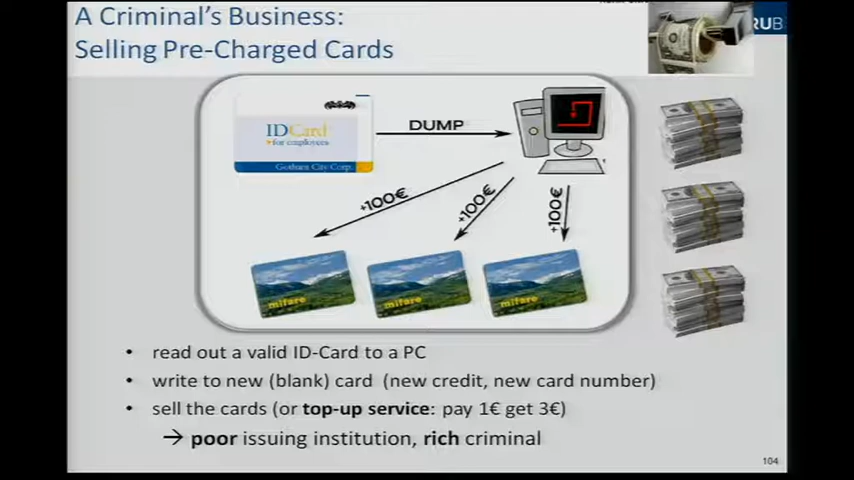 A Criminal's Business:
Selling Pre-Charged Cards
RUB
IDCard
for employees
Gotham City Corp.
DUMP
+100€
+100€
+100€
mifare
mifare
mifare
• read out a valid ID-Card to a PC
• write to new (blank) card (new credit, new card number)
• sell the cards (or top-up service: pay 1€ get 3€)
→ poor issuing institution, rich criminal
104